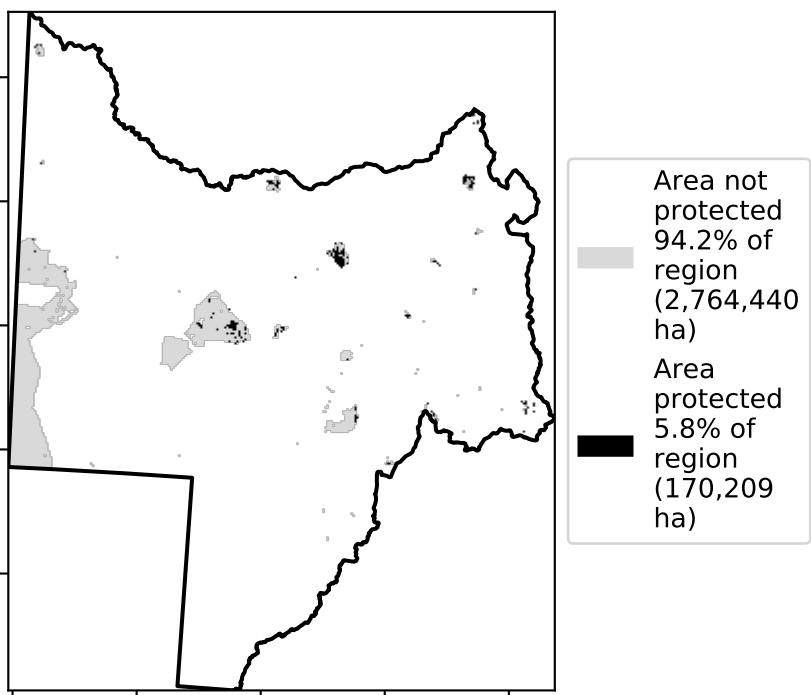 Area not
protected
94.2% of
region
(2,764,440
ha)
Area
protected
5.8% of
region
(170,209
ha)